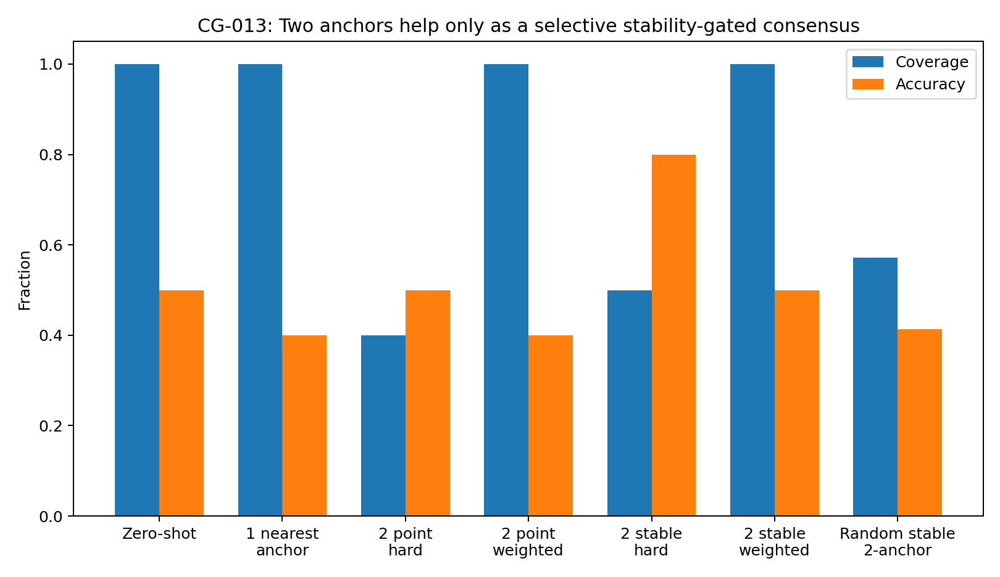 CG-013: Two anchors help only as a selective stability-gated consensus
Coverage
Accuracy
Fraction
1.0
0.8
0.6
0.4
0.2
0.0
Zero-shot
1 nearest
anchor
2 point
hard
2 point
weighted
2 stable
hard
2 stable
weighted
Random stable
2-anchor